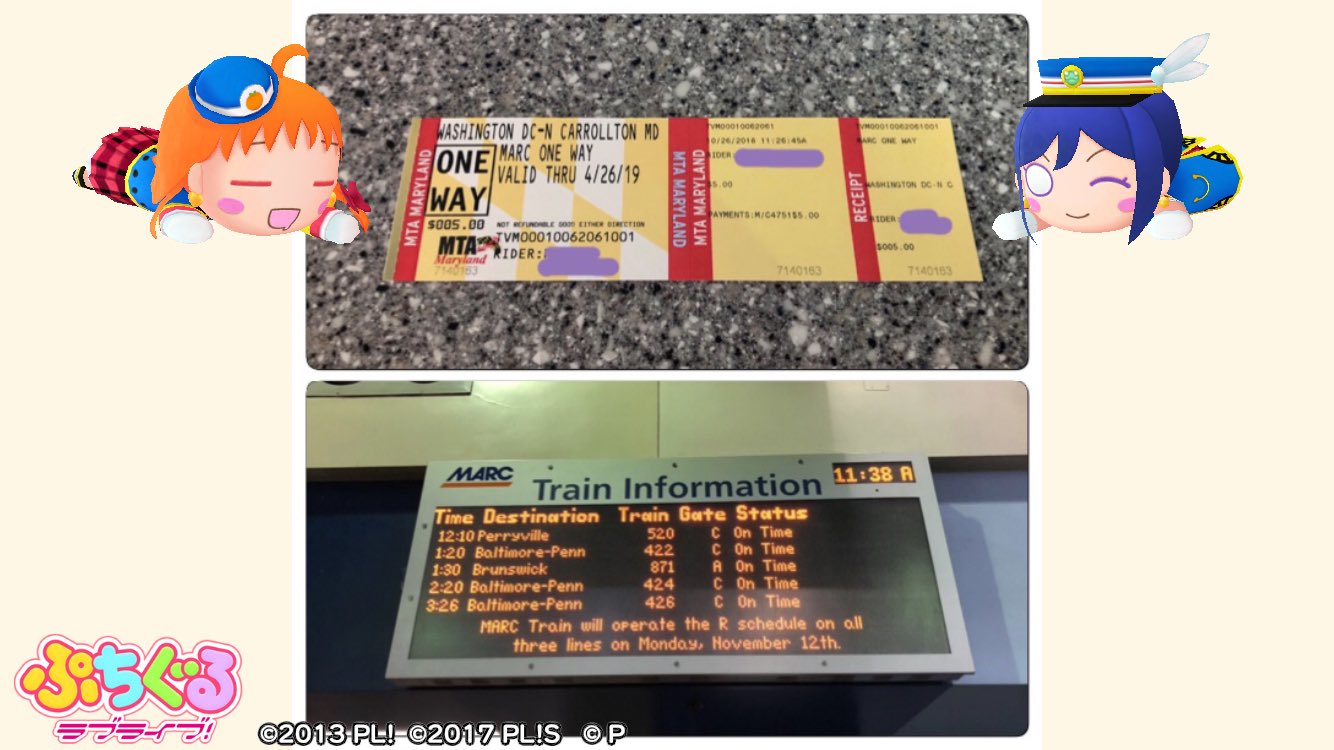 WASHINGTON DC-N CARROLLTON MD
ONE WAY
MARC ONE WAY
VALID THRU 4/26/19
$005.00
NOT REFUNDABLE GOOD EITHER DIRECTION
MTA Maryland
TVM00010062061001
RIDER:
7140163
MTA MARYLAND
MTA MARYLAND
MTA MARYLAND
TVM00010062061
10/26/2018 11:26:45A
RIDER
$5.00
PAYMENTS:M/C4751$5.00
7140163
RECEIPT
TVM00010062061001
MARC ONE WAY
WASHINGTON DC-N C
RIDER:
$005.00
7140163
MARC
Train Information
11:38 A
Time Destination Train Gate Status
12:10 Perryville 520 C On Time
1:20 Baltimore-Penn 422 C On Time
1:30 Brunswick 871 A On Time
2:20 Baltimore-Penn 424 C On Time
3:26 Baltimore-Penn 426 C On Time
MARC Train will operate the R schedule on all
three lines on Monday, November 12th.
ぷちぐる
ラブライブ!
©2013 PL! ©2017 PL!S © P